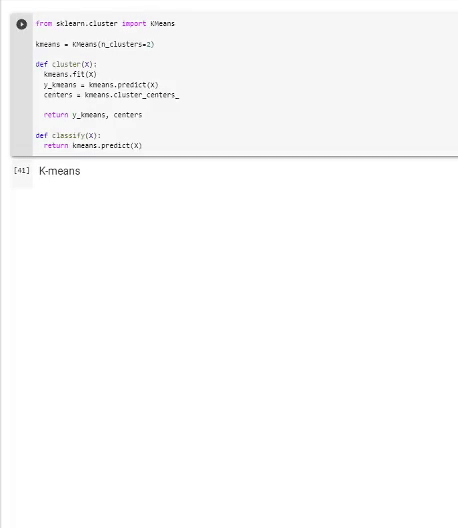 from sklearn.cluster import KMeans
kmeans = KMeans(n_clusters=2)
def cluster(X):
kmeans.fit(X)
y_kmeans = kmeans.predict(X)
centers = kmeans.cluster_centers_
return y_kmeans, centers
def classify(X):
return kmeans.predict(X)
[41] K-means